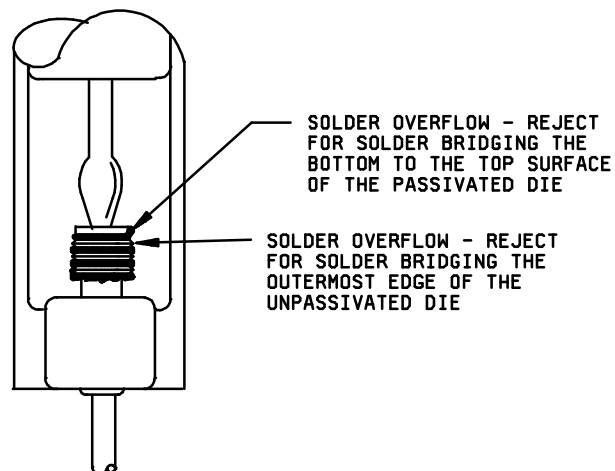 SOLDER OVERFLOW - REJECT
FOR SOLDER BRIDGING THE
BOTTOM TO THE TOP SURFACE
OF THE PASSIVATED DIE
SOLDER OVERFLOW - REJECT
FOR SOLDER BRIDGING THE
OUTERMOST EDGE OF THE
UNPASSIVATED DIE